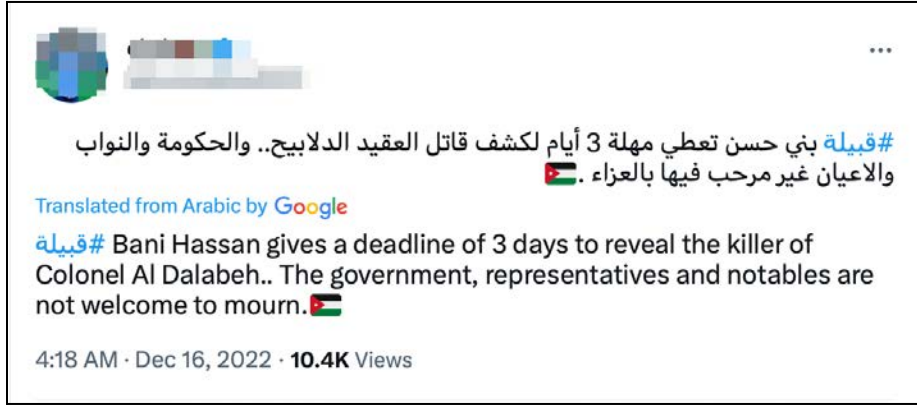 #قبيلة بني حسن تعطي مهلة 3 أيام لكشف قاتل العقيد الدلابيح.. والحكومة والنواب
والاعيان غير مرحب فيها بالعزاء .🇯🇴
Translated from Arabic by Google
#قبيلة Bani Hassan gives a deadline of 3 days to reveal the killer of
Colonel Al Dalabeh.. The government, representatives and notables are
not welcome to mourn.🇯🇴
4:18 AM · Dec 16, 2022 · 10.4K Views